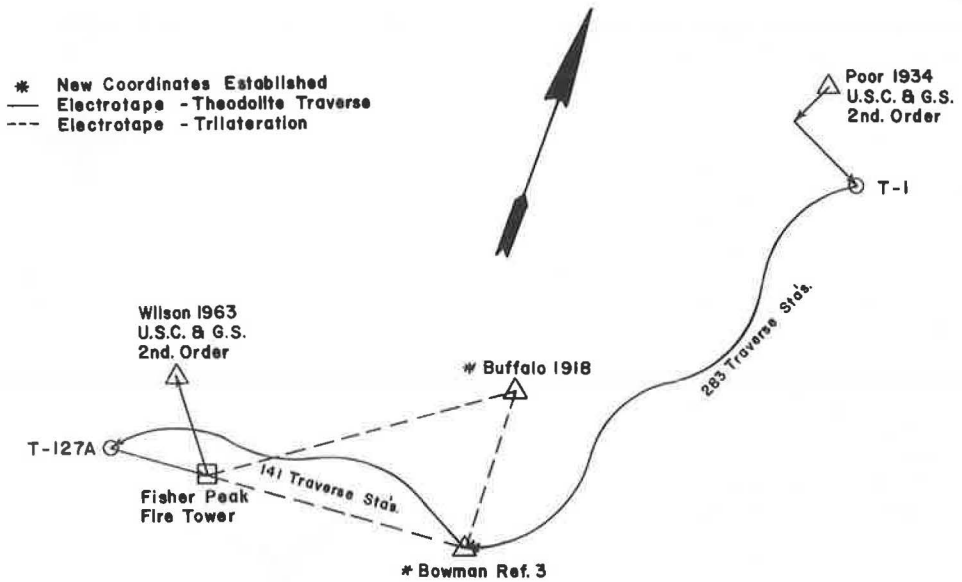 * New Coordinates Established
Electrotape - Theodolite Traverse
Electrotape - Trilateration
Poor 1934
U.S.C. & G.S.
2nd. Order
T-1
283 Traverse Sta's.
Wilson 1963
U.S.C. & G.S.
2nd. Order
* Buffalo 1918
T-127A
141 Traverse Sta's.
Fisher Peak
Fire Tower
* Bowman Ref. 3